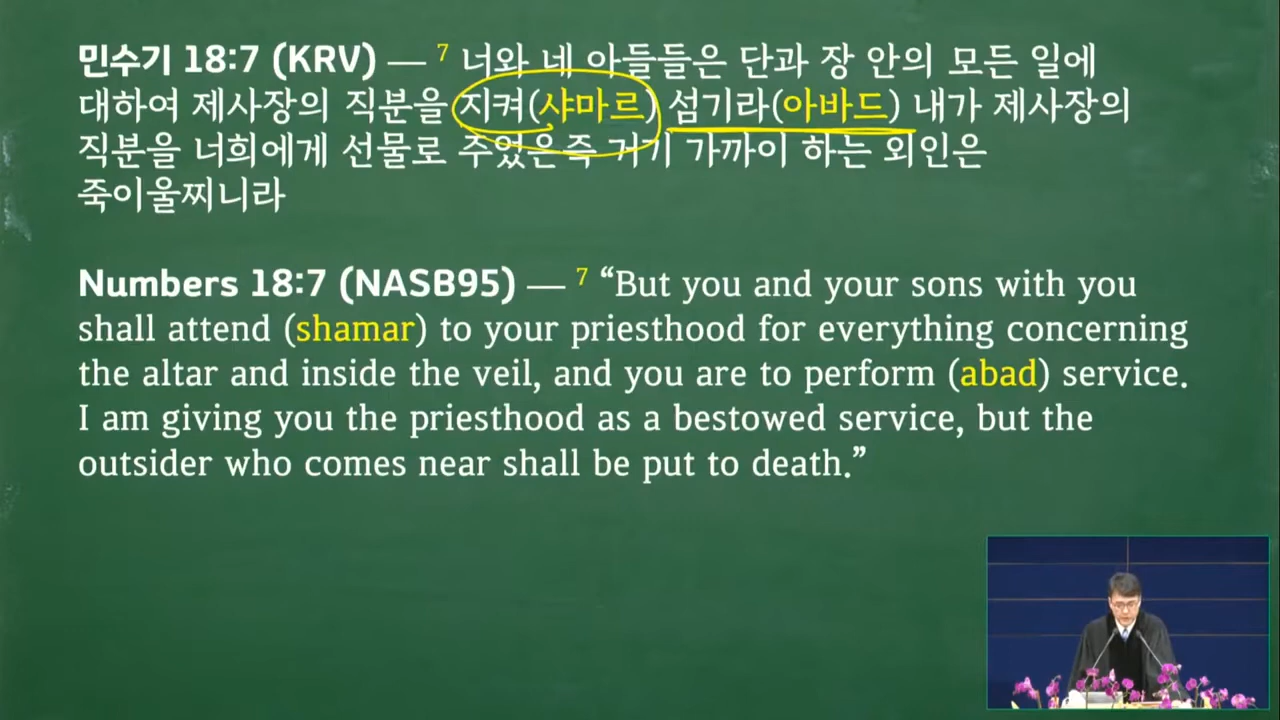 민수기 18:7 (KRV) — 7 너와 네 아들들은 단과 장 안의 모든 일에
대하여 제사장의 직분을 지켜(샤마르) 섬기라(아바드) 내가 제사장의
직분을 너희에게 선물로 주었은즉 거기 가까이 하는 외인은
죽이울찌니라
Numbers 18:7 (NASB95) — 7 “But you and your sons with you
shall attend (shamar) to your priesthood for everything concerning
the altar and inside the veil, and you are to perform (abad) service.
I am giving you the priesthood as a bestowed service, but the
outsider who comes near shall be put to death.”